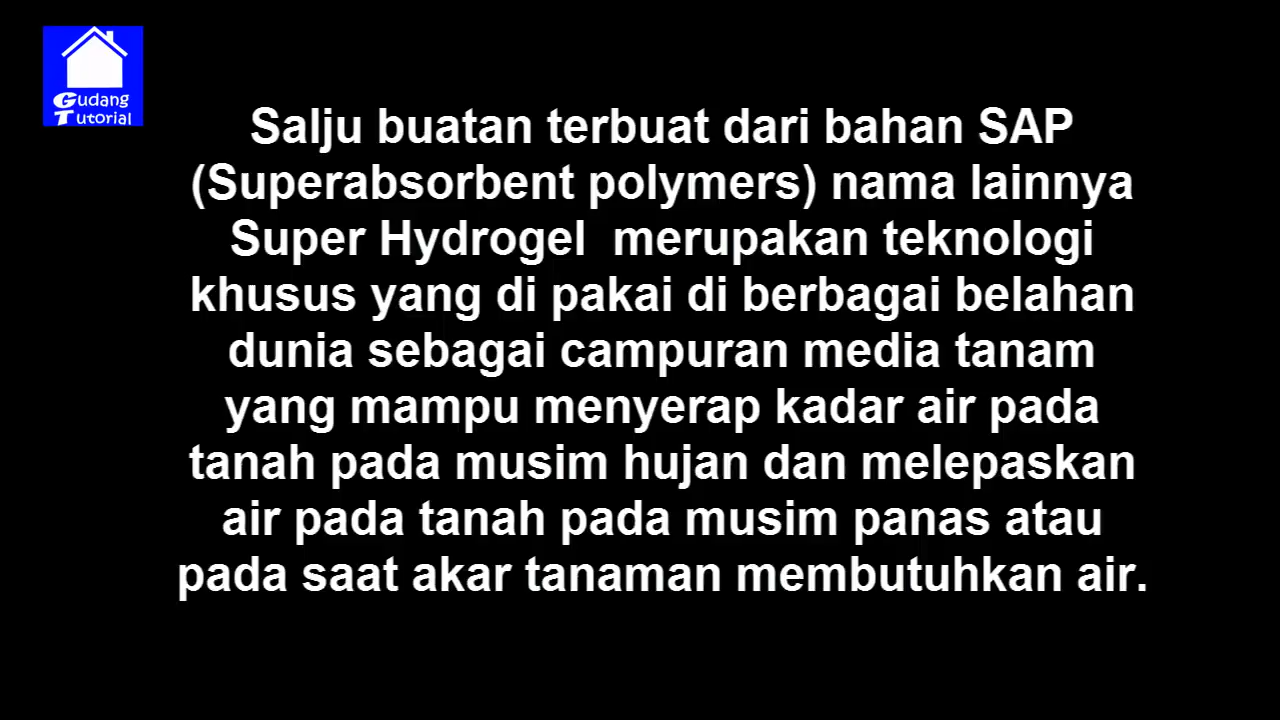 Gudang
Tutorial
Salju buatan terbuat dari bahan SAP
(Superabsorbent polymers) nama lainnya
Super Hydrogel  merupakan teknologi
khusus yang di pakai di berbagai belahan
dunia sebagai campuran media tanam
yang mampu menyerap kadar air pada
tanah pada musim hujan dan melepaskan
air pada tanah pada musim panas atau
pada saat akar tanaman membutuhkan air.